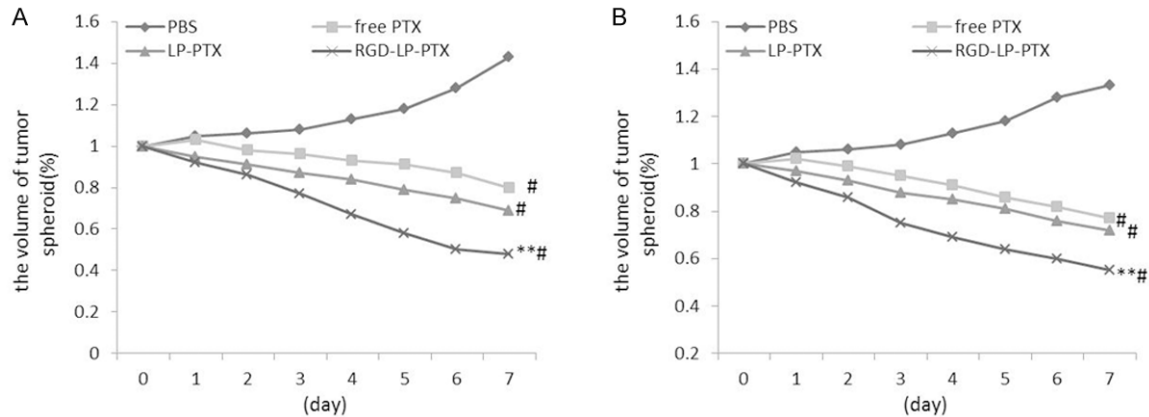 A
PBS
free PTX
LP-PTX
RGD-LP-PTX
the volume of tumor
spheroid(%)
1.6
1.4
1.2
1
0.8
0.6
0.4
0.2
0
#
#
**#
0 1 2 3 4 5 6 7
(day)
B
PBS
free PTX
LP-PTX
RGD-LP-PTX
the volume of tumor
spheroid(%)
1.6
1.4
1.2
1
0.8
0.6
0.4
0.2
#
#
**#
0 1 2 3 4 5 6 7
(day)